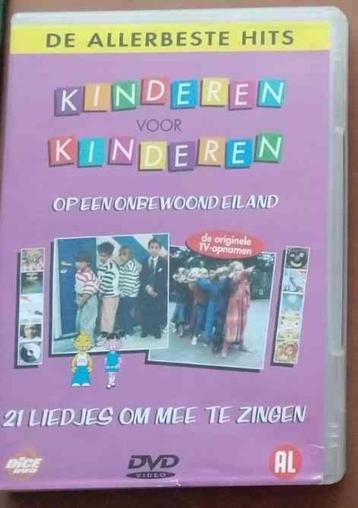 DE ALLERBESTE HITS
KINDEREN
VOOR
KINDEREN
OP EEN ONBEWOOND EILAND
de originele
TV-opnamen
21 LIEDJES OM MEE TE ZINGEN
DICE
DVD
DVD
VIDEO
AL